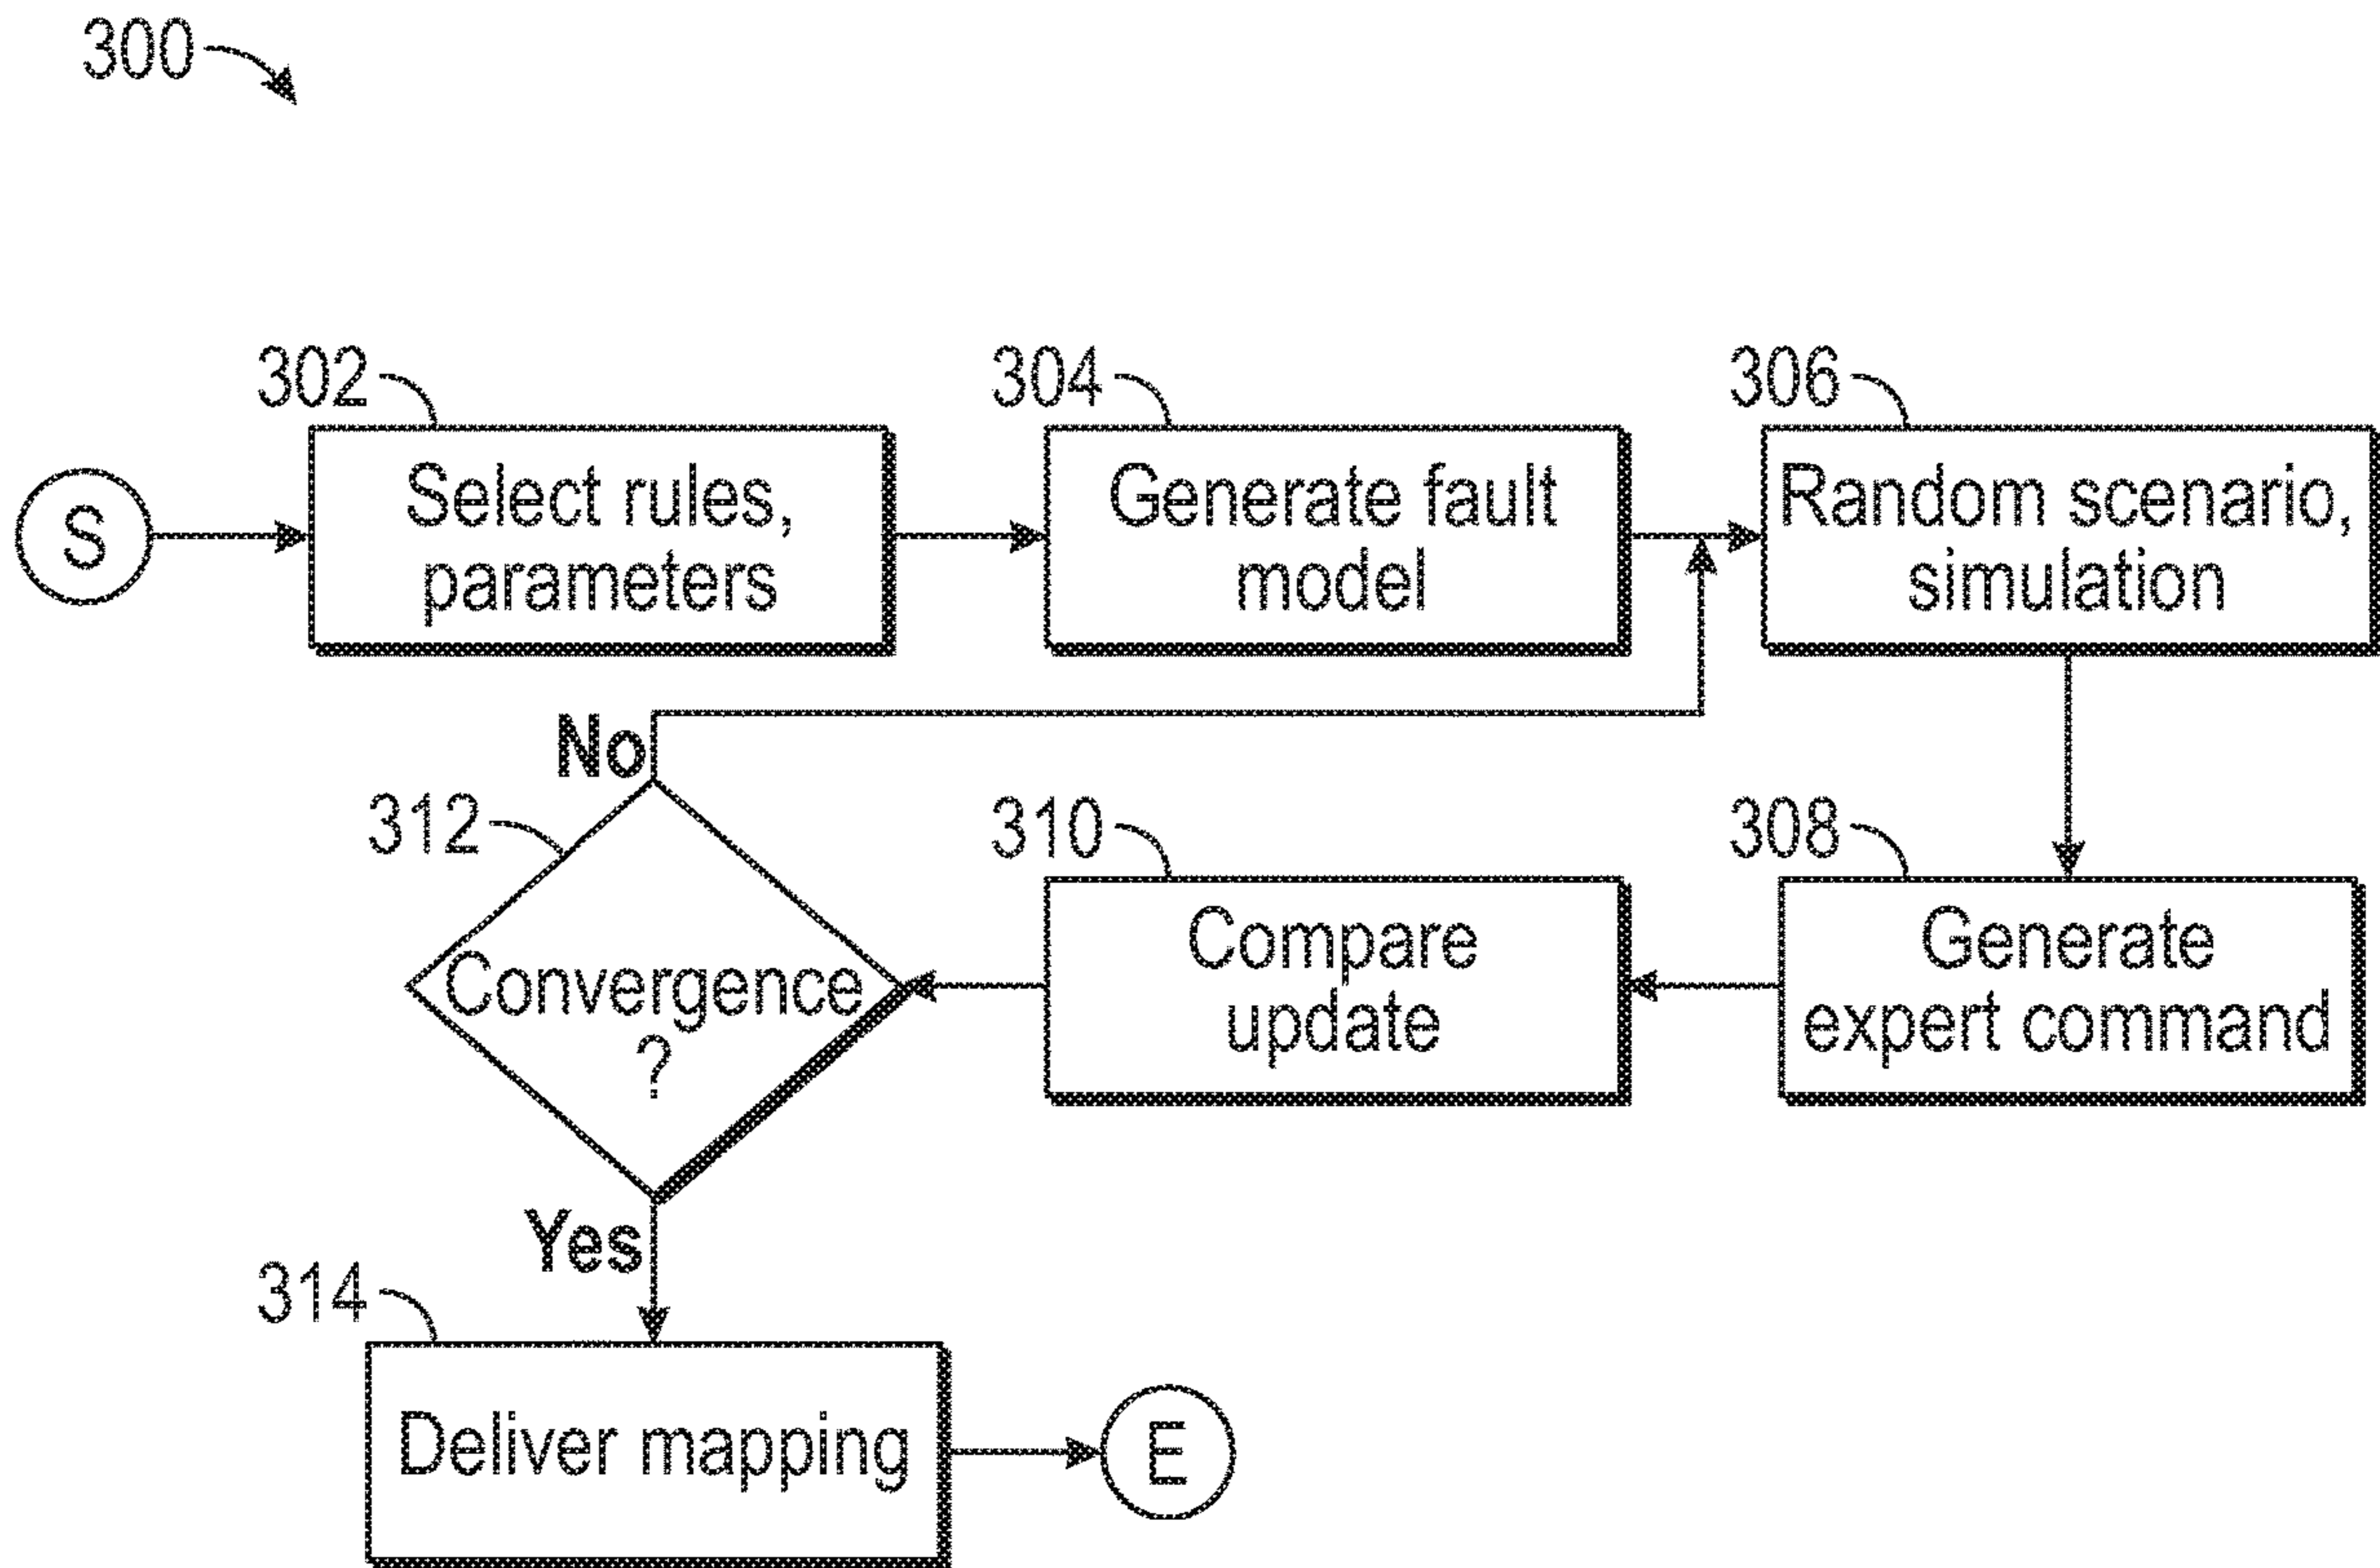 300
302
304
306
S
Select rules,
parameters
Generate fault
model
Random scenario,
simulation
No
312
310
308
Convergence
?
Compare
update
Generate
expert command
Yes
314
Deliver mapping
E